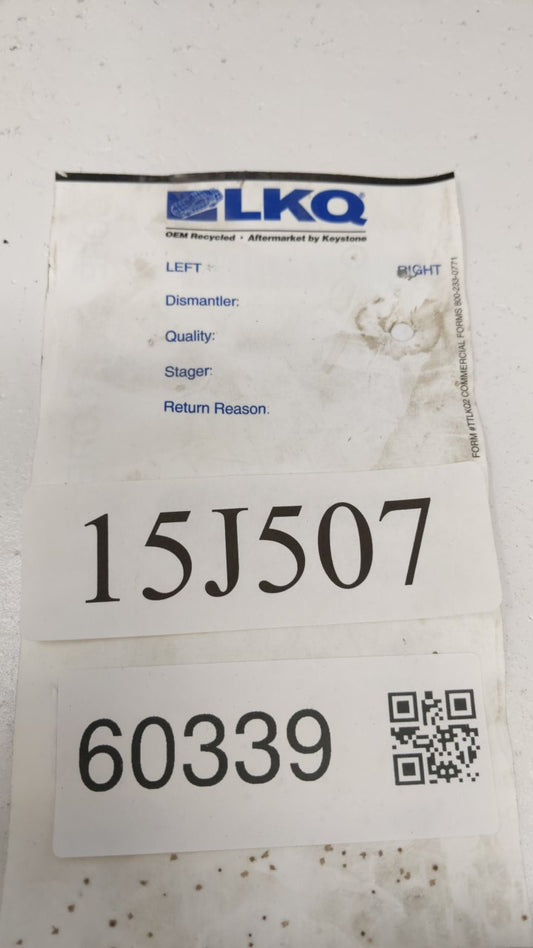 LKQ
OEM Recycled · Aftermarket by Keystone
LEFT RIGHT
Dismantler:
Quality:
Stager:
Return Reason:
FORM #TTLKQ2 COMMERCIAL FORMS 800-233-0771
15J507
60339